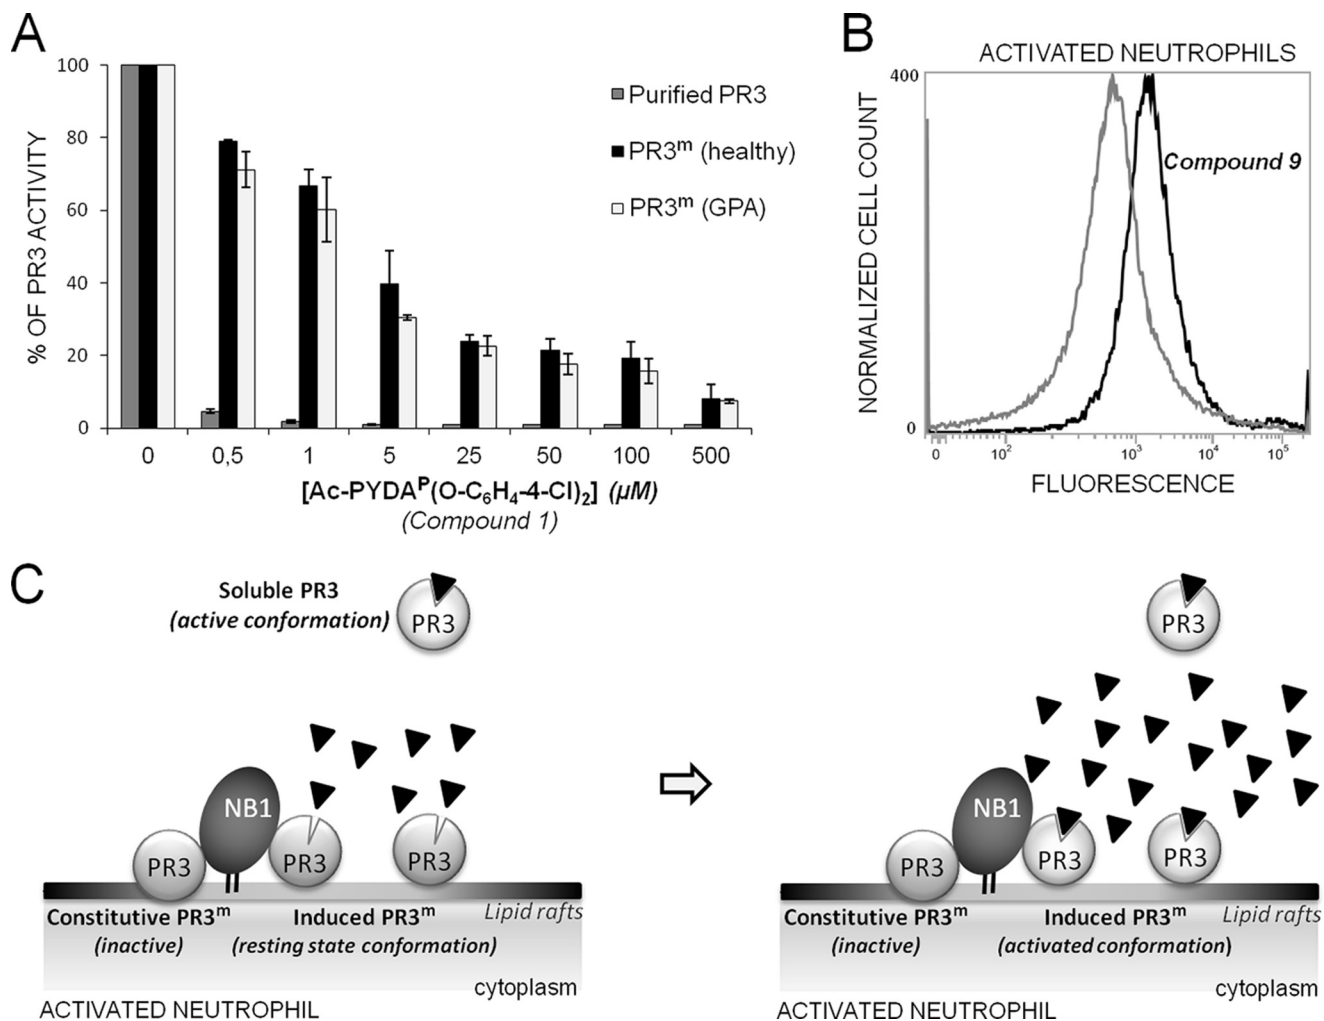 A
100
80
60
40
20
0
% OF PR3 ACTIVITY
Purified PR3
PR3ᵐ (healthy)
PR3ᵐ (GPA)
0 0,5 1 5 25 50 100 500
[Ac-PYDAᴾ(O-C₆H₄-4-Cl)₂] (µM)
(Compound 1)
B
ACTIVATED NEUTROPHILS
400
0
NORMALIZED CELL COUNT
Compound 9
0 10² 10³ 10⁴ 10⁵
FLUORESCENCE
C
Soluble PR3
(active conformation)
PR3
NB1
PR3
PR3
PR3
Constitutive PR3ᵐ
(inactive)
Induced PR3ᵐ
(resting state conformation)
Lipid rafts
cytoplasm
ACTIVATED NEUTROPHIL
PR3
NB1
PR3
PR3
PR3
Constitutive PR3ᵐ
(inactive)
Induced PR3ᵐ
(activated conformation)
Lipid rafts
cytoplasm
ACTIVATED NEUTROPHIL